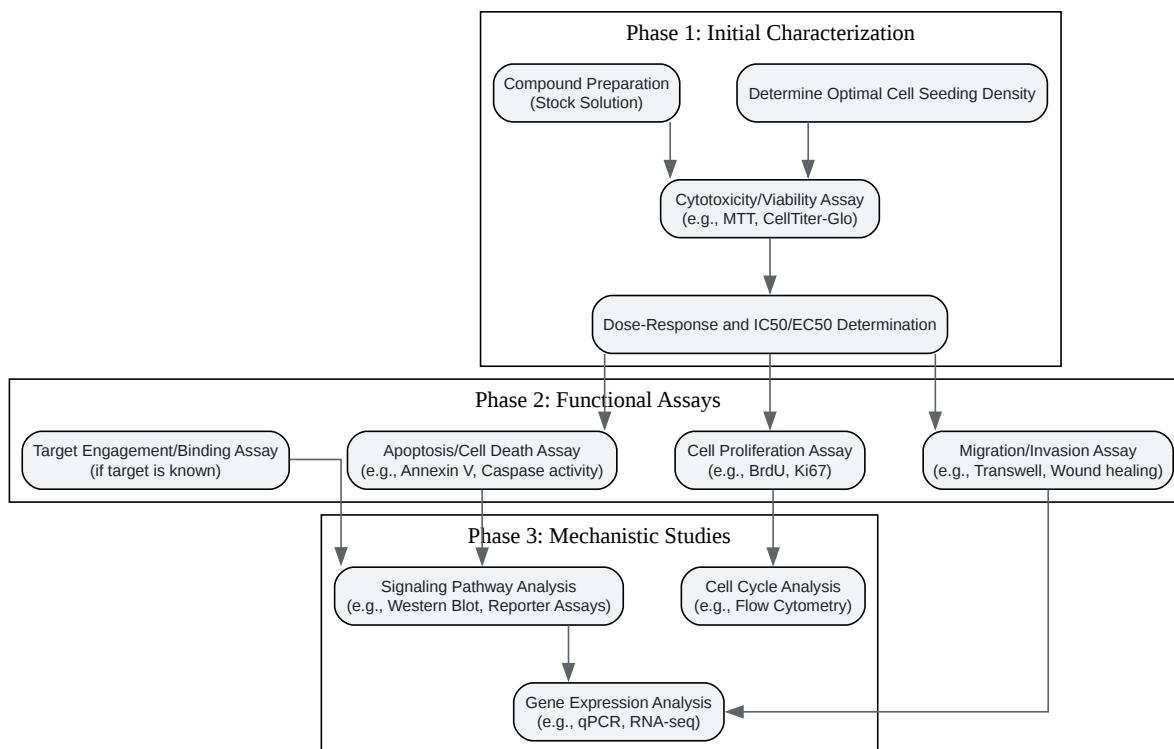 Phase 1: Initial Characterization
Compound Preparation
(Stock Solution)
Determine Optimal Cell Seeding Density
Cytotoxicity/Viability Assay
(e.g., MTT, CellTiter-Glo)
Dose-Response and IC50/EC50 Determination
Phase 2: Functional Assays
Target Engagement/Binding Assay
(if target is known)
Apoptosis/Cell Death Assay
(e.g., Annexin V, Caspase activity)
Cell Proliferation Assay
(e.g., BrdU, Ki67)
Migration/Invasion Assay
(e.g., Transwell, Wound healing)
Phase 3: Mechanistic Studies
Signaling Pathway Analysis
(e.g., Western Blot, Reporter Assays)
Cell Cycle Analysis
(e.g., Flow Cytometry)
Gene Expression Analysis
(e.g., qPCR, RNA-seq)